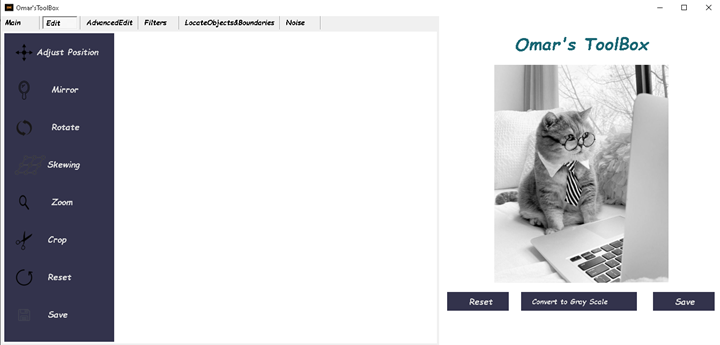 Omar'sToolBox
Main
Edit
AdvancedEdit
Filters
LocateObjects&Boundaries
Noise
Adjust Position
Mirror
Rotate
Skewing
Zoom
Crop
Reset
Save
Omar's ToolBox
Reset
Convert to Gray Scale
Save